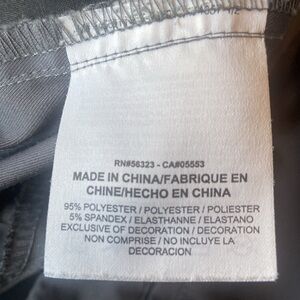 RN#56323 - CA#05553
MADE IN CHINA/FABRIQUE EN
CHINE/HECHO EN CHINA
95% POLYESTER / POLYESTER / POLIESTER
5% SPANDEX / ELASTHANNE / ELASTANO
EXCLUSIVE OF DECORATION / DECORATION
NON COMPRISE / NO INCLUYE LA
DECORACION